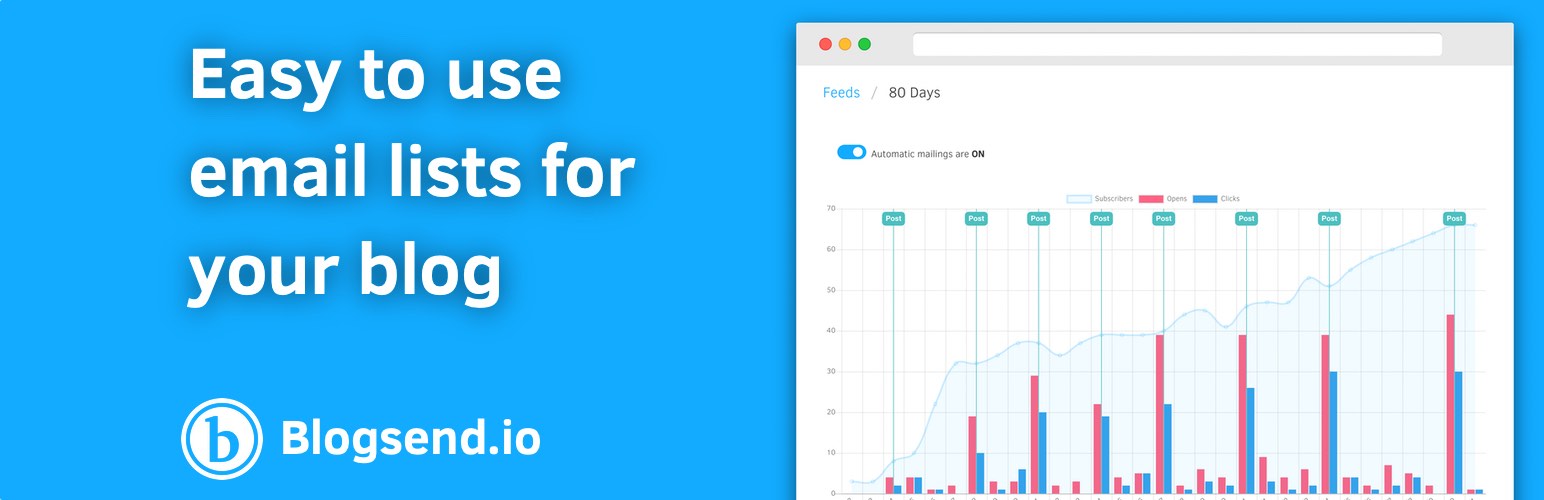 Easy to use
email lists for
your blog
b Blogsend.io
Feeds / 80 Days
Automatic mailings are ON
Subscribers Opens Clicks
Post Post Post Post Post Post Post Post
70
60
50
40
30
20
10
0